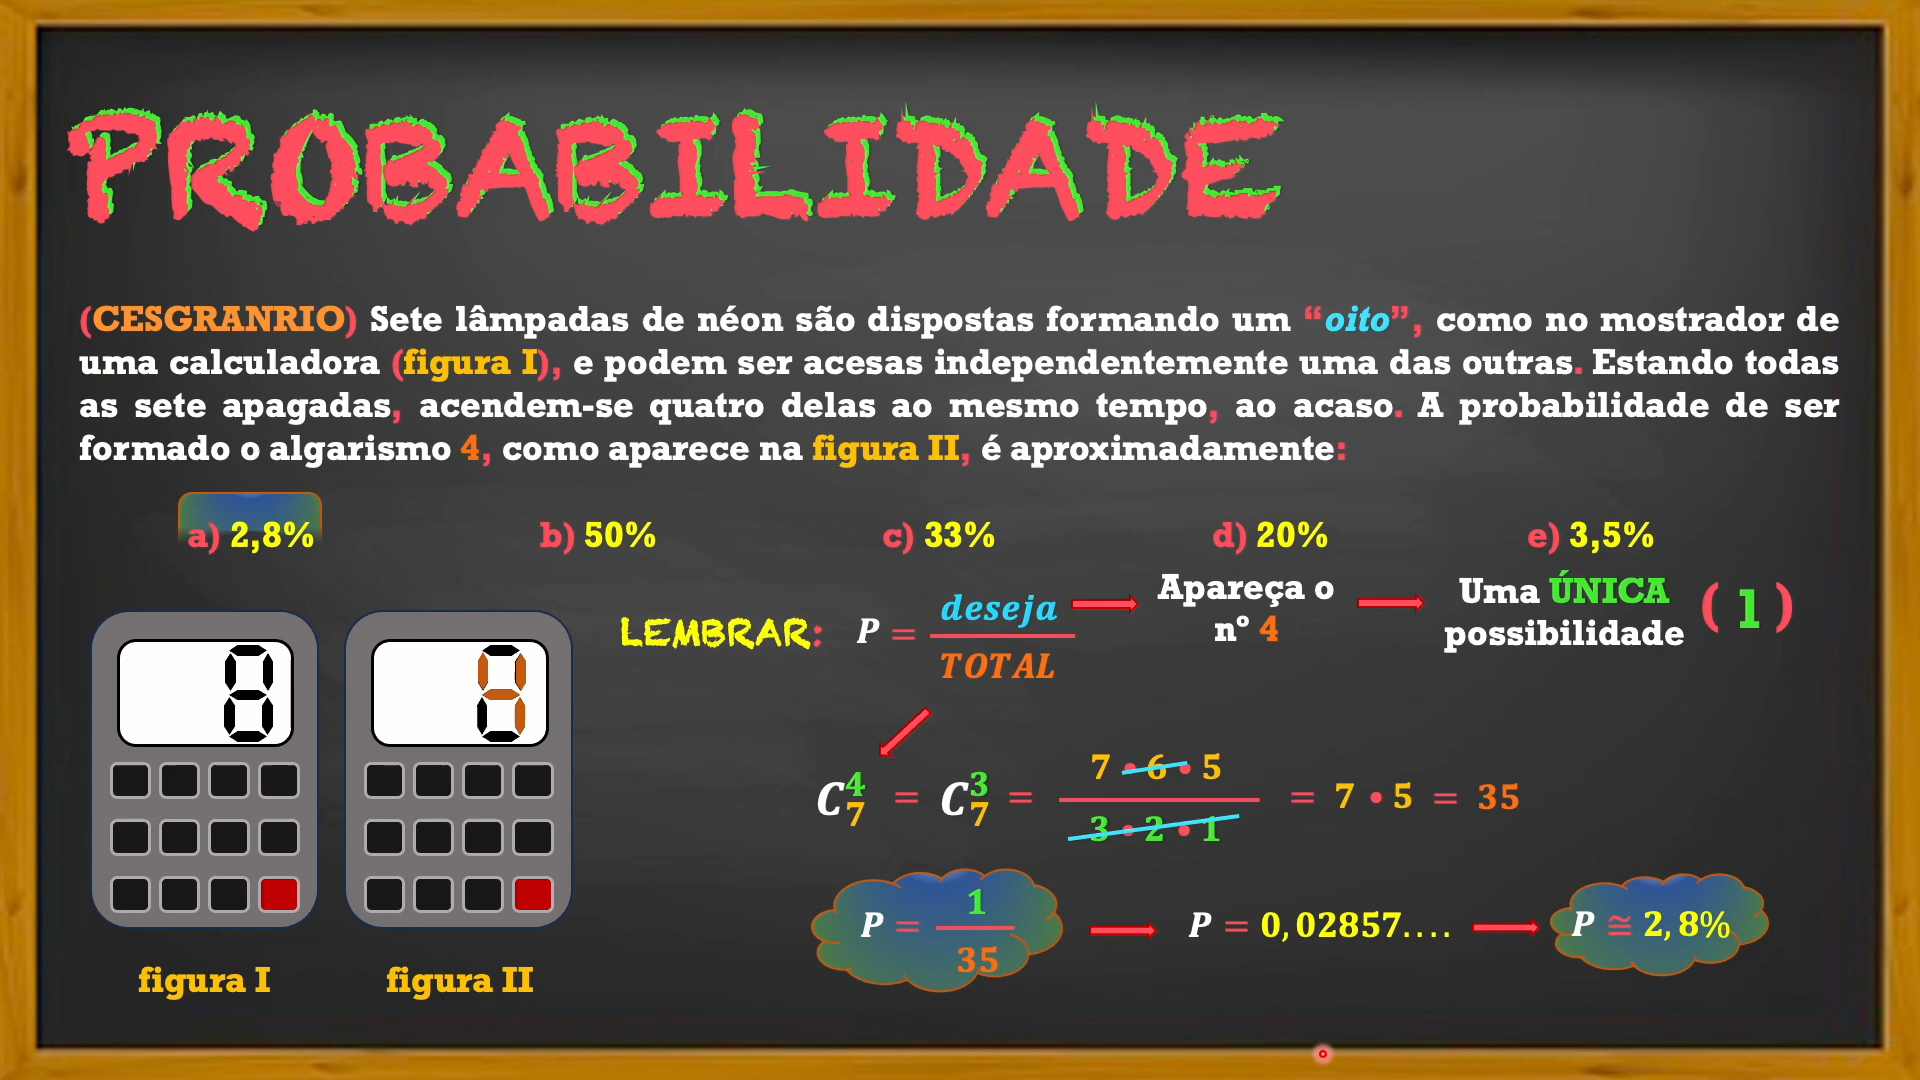 PROBABILIDADE
(CESGRANRIO) Sete lâmpadas de néon são dispostas formando um “oito”, como no mostrador de
uma calculadora (figura I), e podem ser acesas independentemente uma das outras. Estando todas
as sete apagadas, acendem-se quatro delas ao mesmo tempo, ao acaso. A probabilidade de ser
formado o algarismo 4, como aparece na figura II, é aproximadamente:
a) 2,8% b) 50% c) 33% d) 20% e) 3,5%
LEMBRAR: P = deseja / TOTAL
Apareça o
nº 4
Uma ÚNICA
possibilidade
( 1 )
8
8
C₇⁴ = C₇³ = 7 • 6 • 5 / 3 • 2 • 1 = 7 • 5 = 35
P = 1 / 35
P = 0,02857....
P ≅ 2,8%
figura I
figura II